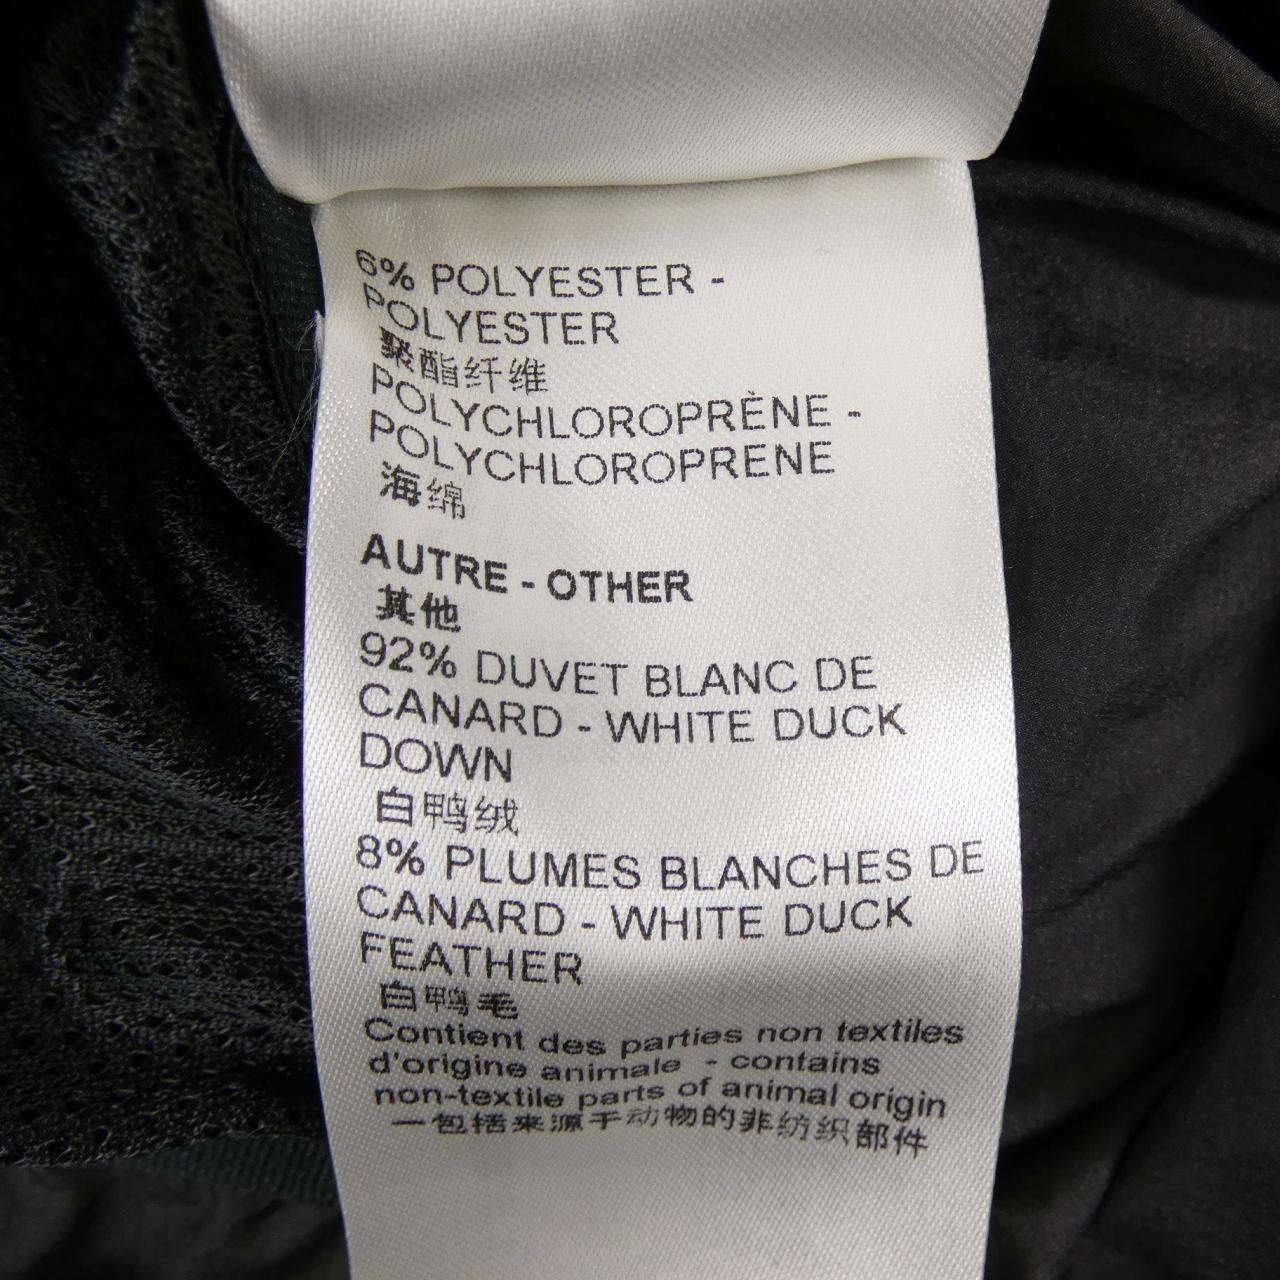 6% POLYESTER -
POLYESTER
聚酯纤维
POLYCHLOROPRÈNE -
POLYCHLOROPRENE
海绵
AUTRE - OTHER
其他
92% DUVET BLANC DE
CANARD - WHITE DUCK
DOWN
白鸭绒
8% PLUMES BLANCHES DE
CANARD - WHITE DUCK
FEATHER
白鸭毛
Contient des parties non textiles
d'origine animale - contains
non-textile parts of animal origin
一包括来源于动物的非纺织部件